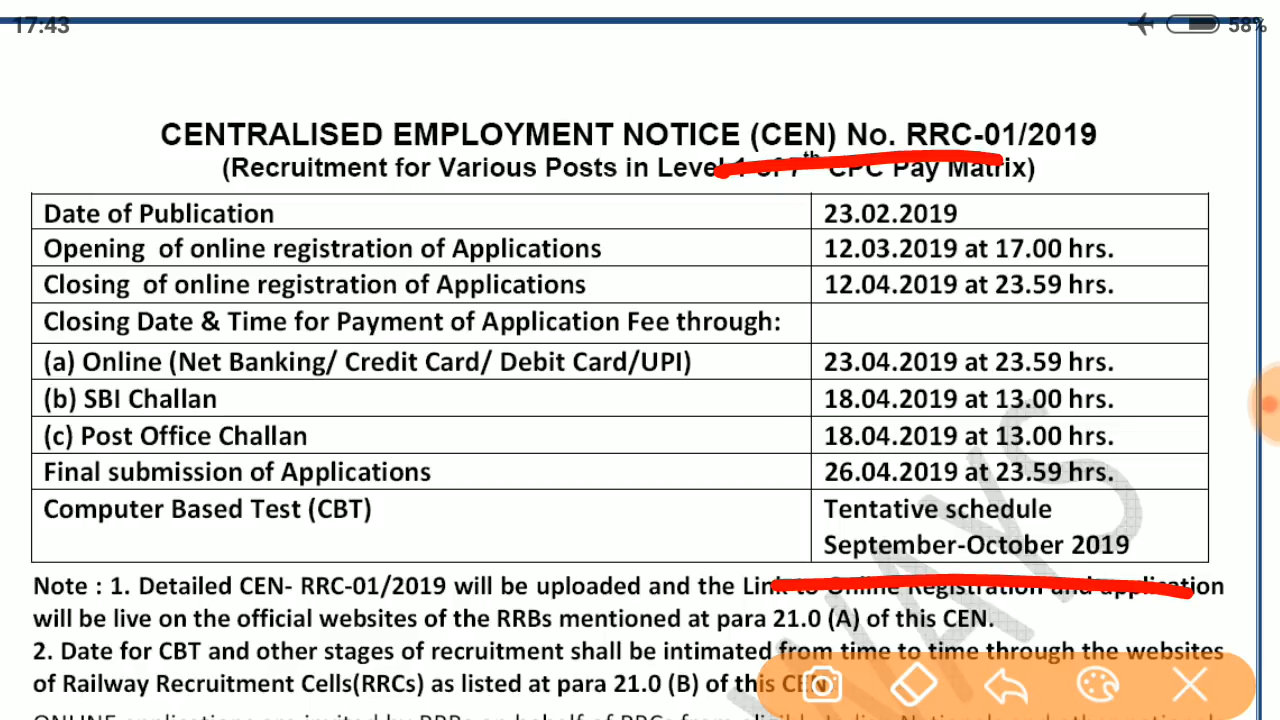 17:43
58%
CENTRALISED EMPLOYMENT NOTICE (CEN) No. RRC-01/2019
(Recruitment for Various Posts in Level 1 of 7th CPC Pay Matrix)
Date of Publication 23.02.2019
Opening of online registration of Applications 12.03.2019 at 17.00 hrs.
Closing of online registration of Applications 12.04.2019 at 23.59 hrs.
Closing Date & Time for Payment of Application Fee through:
(a) Online (Net Banking/ Credit Card/ Debit Card/UPI) 23.04.2019 at 23.59 hrs.
(b) SBI Challan 18.04.2019 at 13.00 hrs.
(c) Post Office Challan 18.04.2019 at 13.00 hrs.
Final submission of Applications 26.04.2019 at 23.59 hrs.
Computer Based Test (CBT) Tentative schedule
September-October 2019
Note : 1. Detailed CEN- RRC-01/2019 will be uploaded and the Link to Online Registration and application
will be live on the official websites of the RRBs mentioned at para 21.0 (A) of this CEN.
2. Date for CBT and other stages of recruitment shall be intimated from time to time through the websites
of Railway Recruitment Cells(RRCs) as listed at para 21.0 (B) of this CEN